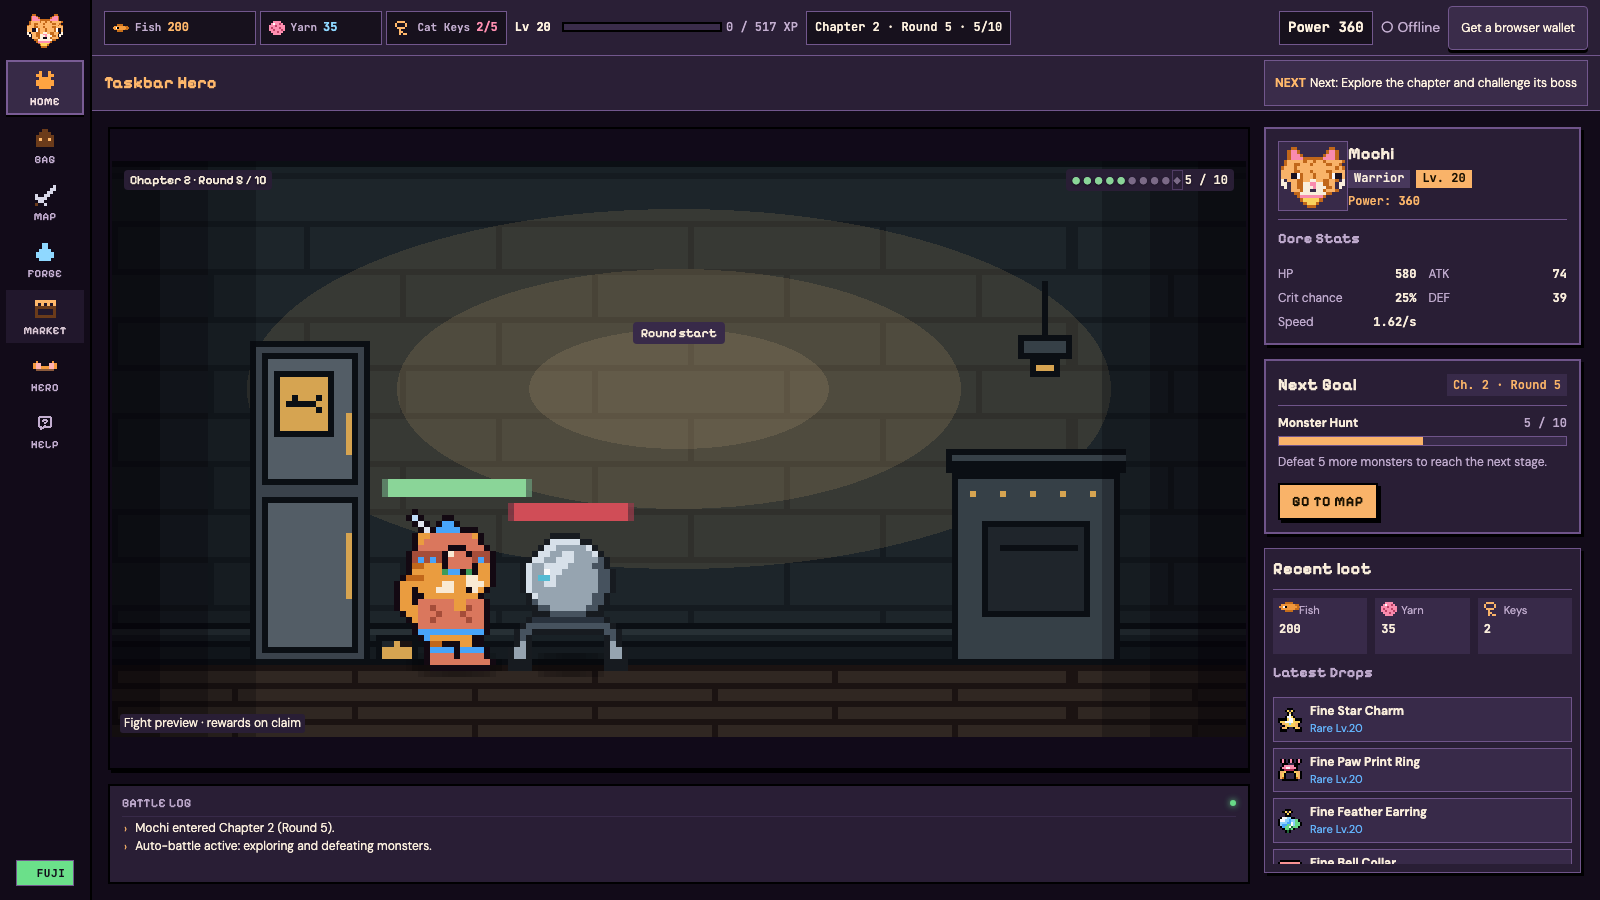 Fish 200
Yarn 35
Cat Keys 2/5
Lv 20
0 / 517 XP
Chapter 2 · Round 5 · 5/10
Power 360
Offline
Get a browser wallet
HOME
BAG
MAP
FORGE
MARKET
HERO
HELP
FUJI
Taskbar Hero
NEXT Next: Explore the chapter and challenge its boss
Chapter 2 · Round 5 / 10
5 / 10
Round start
Fight preview · rewards on claim
BATTLE LOG
› Mochi entered Chapter 2 (Round 5).
› Auto-battle active: exploring and defeating monsters.
Mochi
Warrior Lv. 20
Power: 360
Core Stats
HP 580 ATK 74
Crit chance 25% DEF 39
Speed 1.62/s
Next Goal
Ch. 2 · Round 5
Monster Hunt 5 / 10
Defeat 5 more monsters to reach the next stage.
GO TO MAP
Recent loot
Fish 200
Yarn 35
Keys 2
Latest Drops
Fine Star Charm
Rare Lv.20
Fine Paw Print Ring
Rare Lv.20
Fine Feather Earring
Rare Lv.20
Fine Bell Collar